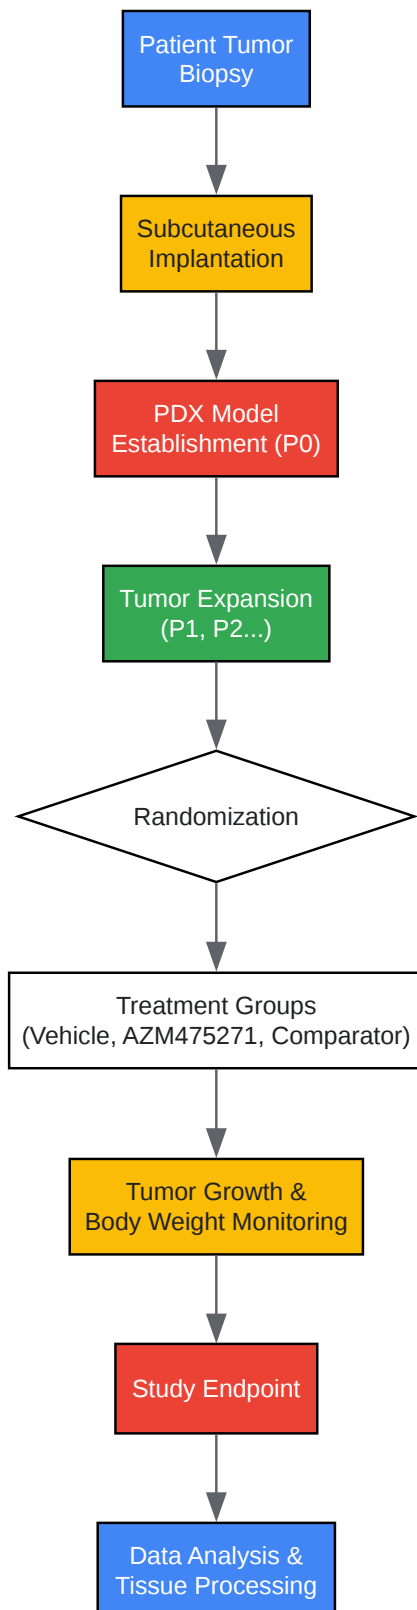 Patient Tumor
Biopsy
Subcutaneous
Implantation
PDX Model
Establishment (P0)
Tumor Expansion
(P1, P2...)
Randomization
Treatment Groups
(Vehicle, AZM475271, Comparator)
Tumor Growth &
Body Weight Monitoring
Study Endpoint
Data Analysis &
Tissue Processing